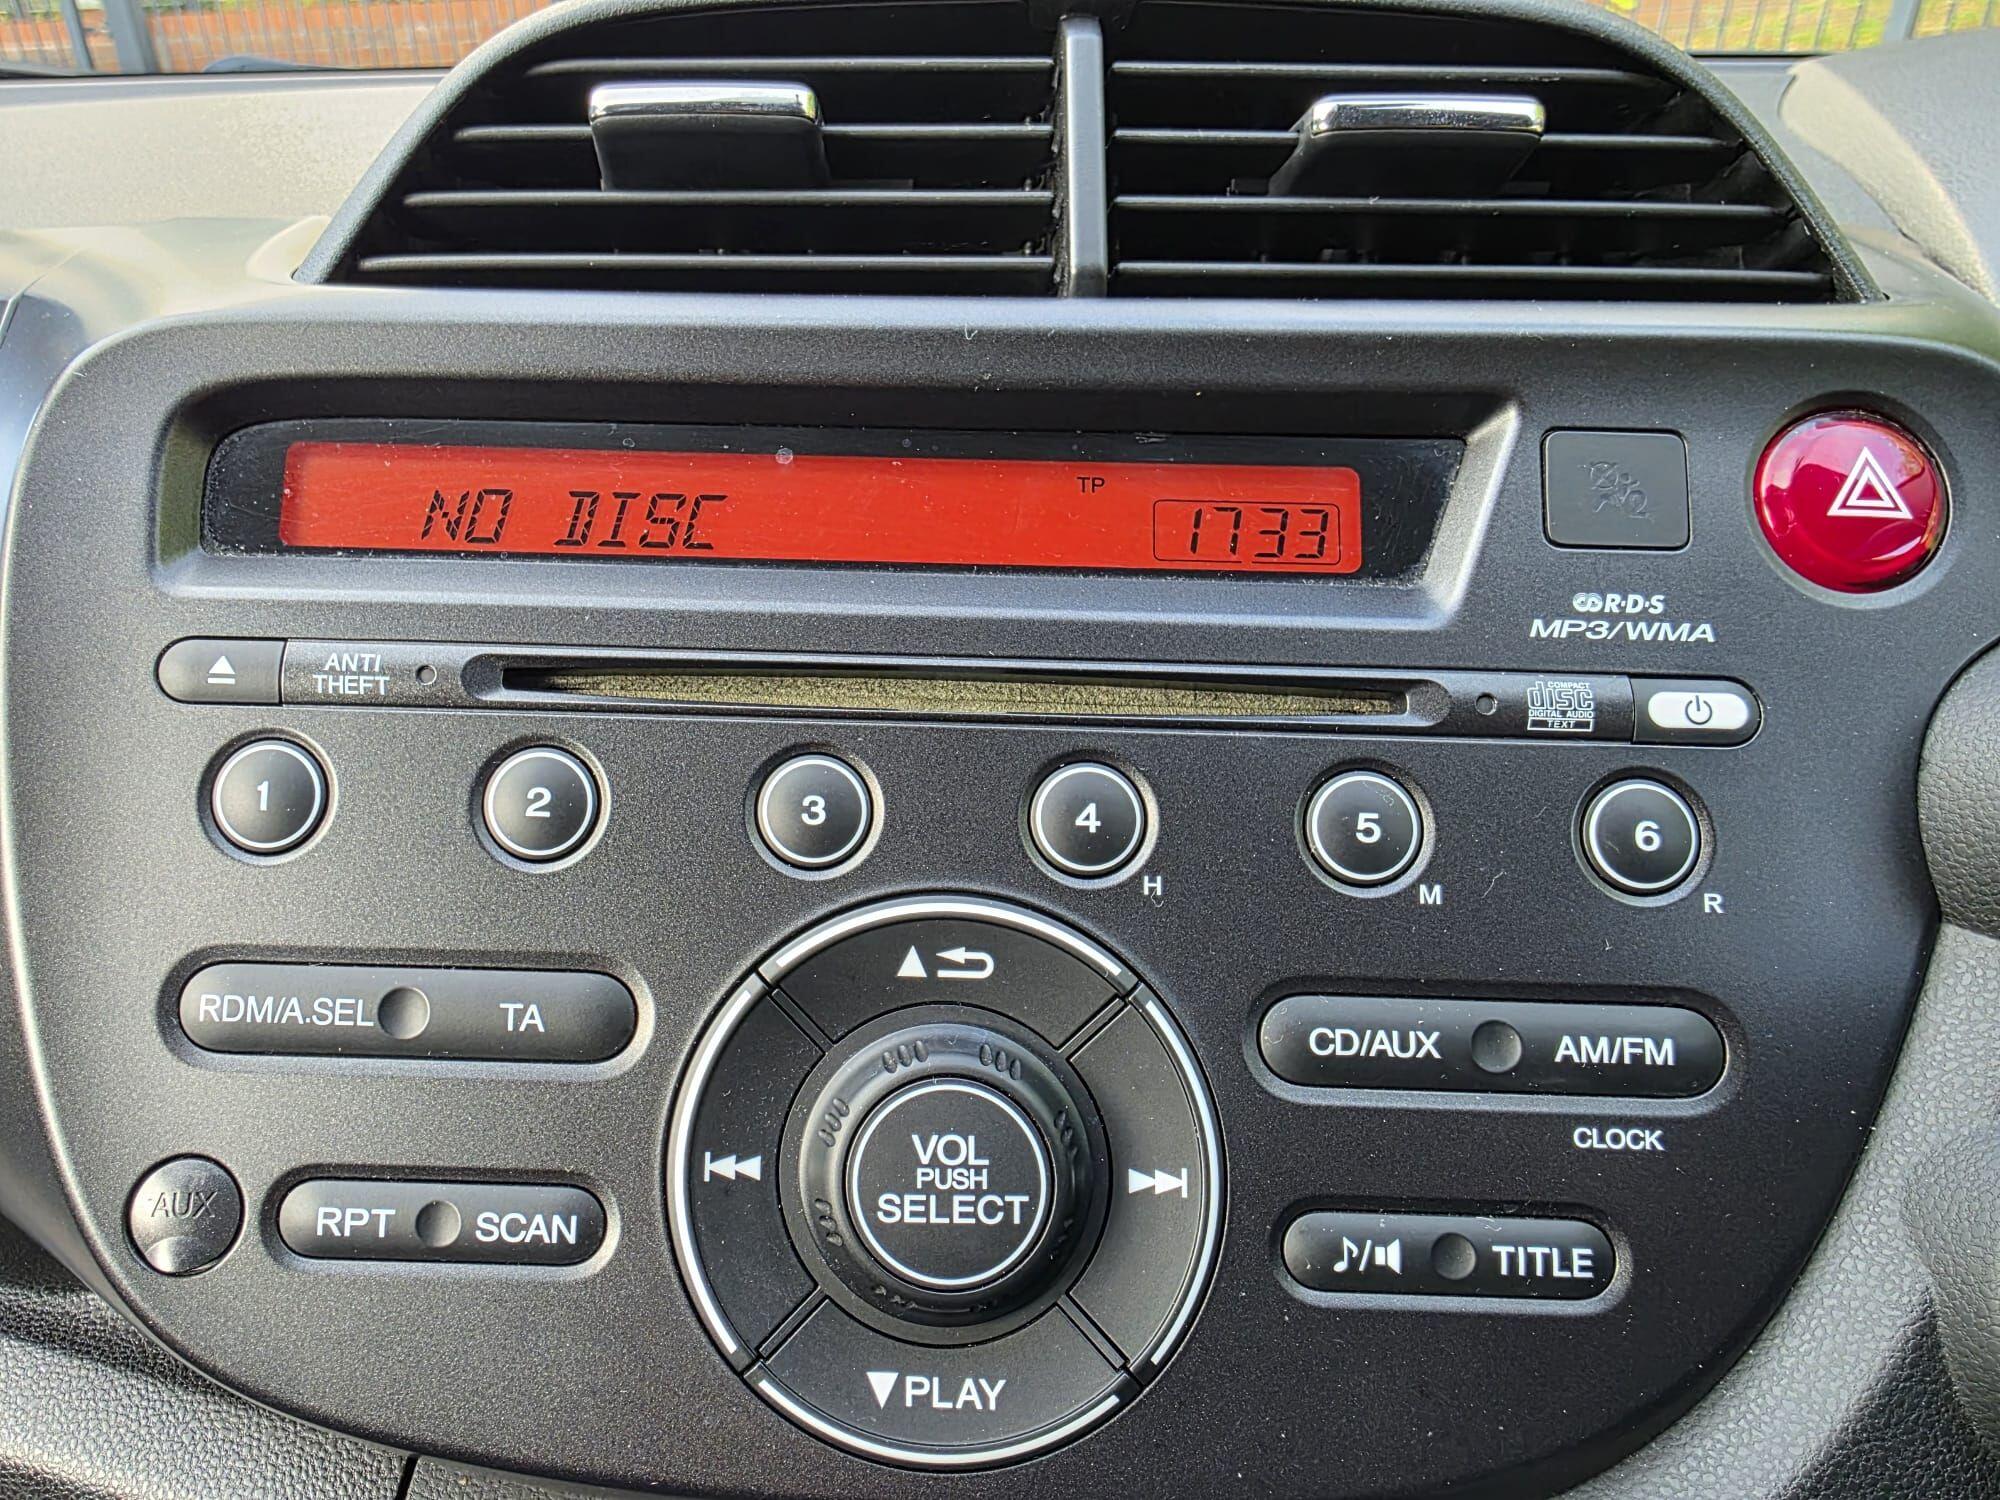 TP
NO DISC 1733
R·D·S
MP3/WMA
ANTI
THEFT
COMPACT
disc
DIGITAL AUDIO
TEXT
1 2 3 4 5 6
H M R
RDM/A.SEL TA
CD/AUX AM/FM
CLOCK
VOL
PUSH
SELECT
AUX
RPT SCAN
TITLE
PLAY